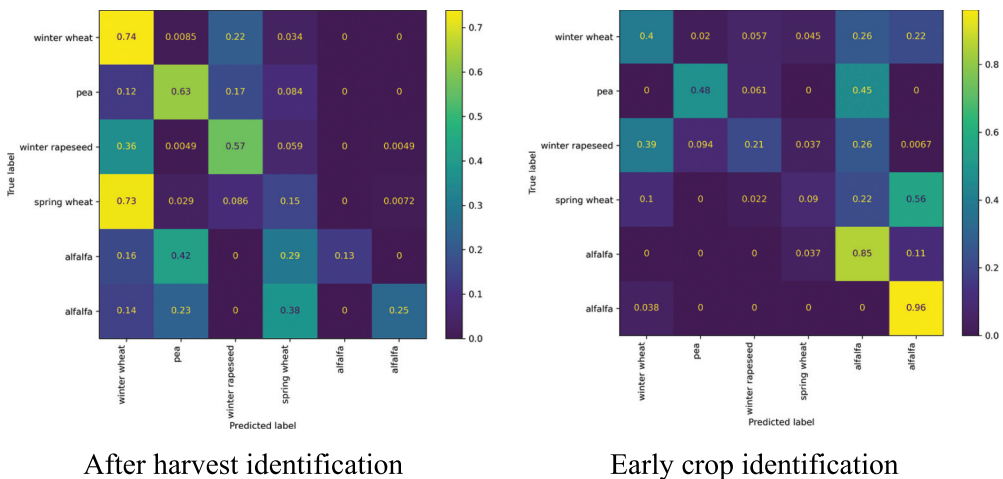 winter wheat 0.74 0.0085 0.22 0.034 0 0
pea 0.12 0.63 0.17 0.084 0 0
winter rapeseed 0.36 0.0049 0.57 0.059 0 0.0049
spring wheat 0.73 0.029 0.086 0.15 0 0.0072
alfalfa 0.16 0.42 0 0.29 0.13 0
alfalfa 0.14 0.23 0 0.38 0 0.25
True label
winter wheat
pea
winter rapeseed
spring wheat
alfalfa
alfalfa
Predicted label
0.7
0.6
0.5
0.4
0.3
0.2
0.1
0.0
After harvest identification
winter wheat 0.4 0.02 0.057 0.045 0.26 0.22
pea 0 0.48 0.061 0 0.45 0
winter rapeseed 0.39 0.094 0.21 0.037 0.26 0.0067
spring wheat 0.1 0 0.022 0.09 0.22 0.56
alfalfa 0 0 0 0.037 0.85 0.11
alfalfa 0.038 0 0 0 0 0.96
True label
winter wheat
pea
winter rapeseed
spring wheat
alfalfa
alfalfa
Predicted label
0.8
0.6
0.4
0.2
0.0
Early crop identification